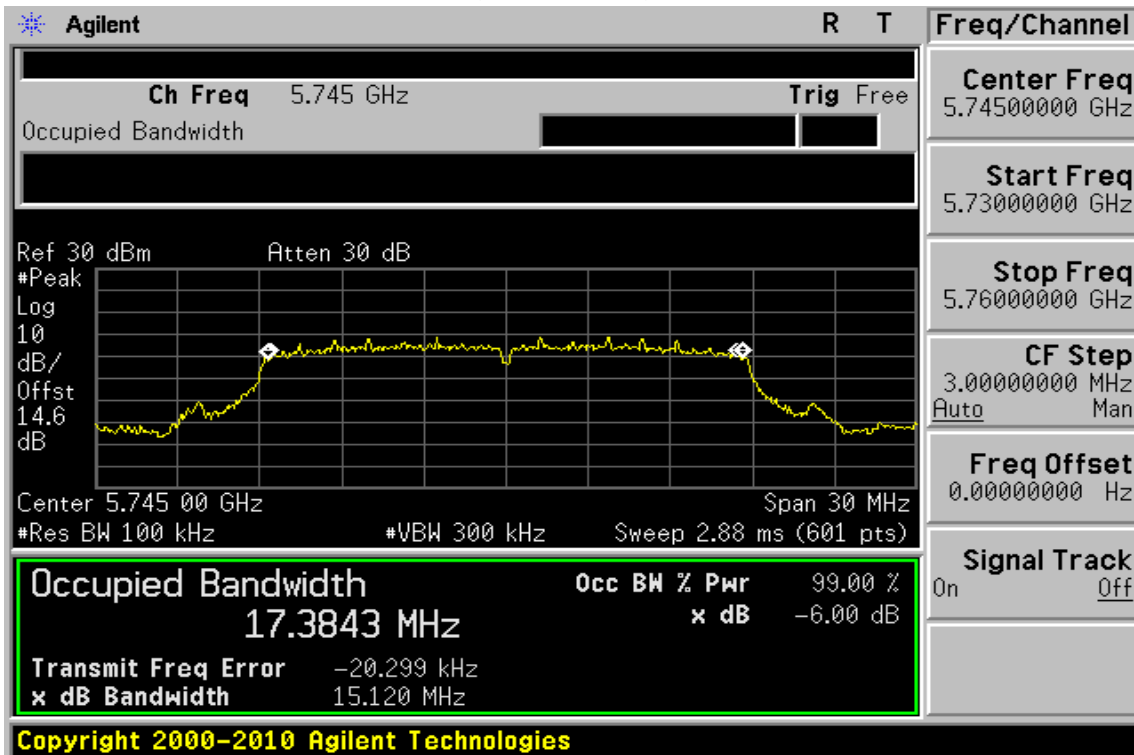 Agilent R T
Ch Freq 5.745 GHz Trig Free
Occupied Bandwidth
Ref 30 dBm Atten 30 dB
#Peak
Log
10
dB/
Offst
14.6
dB
Center 5.745 00 GHz Span 30 MHz
#Res BW 100 kHz #VBW 300 kHz Sweep 2.88 ms (601 pts)
Occupied Bandwidth
17.3843 MHz
Occ BW % Pwr 99.00 %
x dB -6.00 dB
Transmit Freq Error -20.299 kHz
x dB Bandwidth 15.120 MHz
Copyright 2000-2010 Agilent Technologies
Freq/Channel
Center Freq
5.74500000 GHz
Start Freq
5.73000000 GHz
Stop Freq
5.76000000 GHz
CF Step
3.00000000 MHz
Auto Man
Freq Offset
0.00000000 Hz
Signal Track
On Off